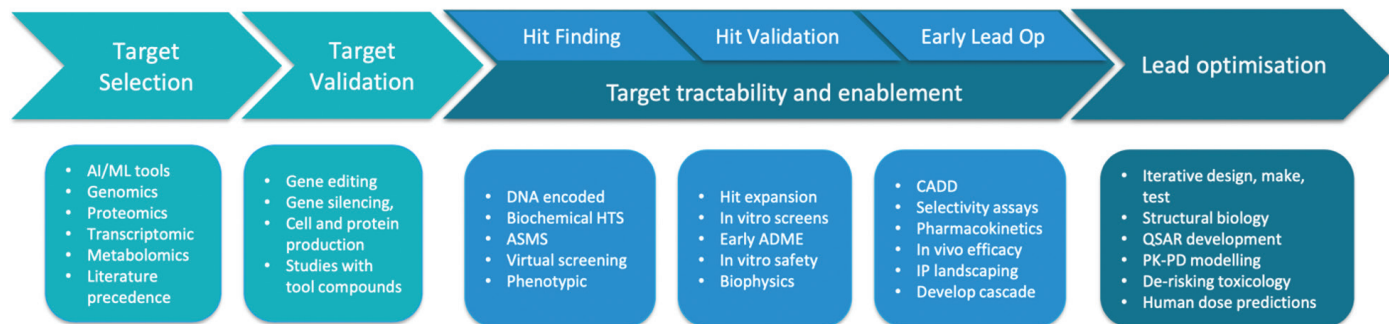 Target
Selection
Target
Validation
Hit Finding
Hit Validation
Early Lead Op
Target tractability and enablement
Lead optimisation
• AI/ML tools
• Genomics
• Proteomics
• Transcriptomic
• Metabolomics
• Literature
precedence
• Gene editing
• Gene silencing,
• Cell and protein
production
• Studies with
tool compounds
• DNA encoded
• Biochemical HTS
• ASMS
• Virtual screening
• Phenotypic
• Hit expansion
• In vitro screens
• Early ADME
• In vitro safety
• Biophysics
• CADD
• Selectivity assays
• Pharmacokinetics
• In vivo efficacy
• IP landscaping
• Develop cascade
• Iterative design, make,
test
• Structural biology
• QSAR development
• PK-PD modelling
• De-risking toxicology
• Human dose predictions